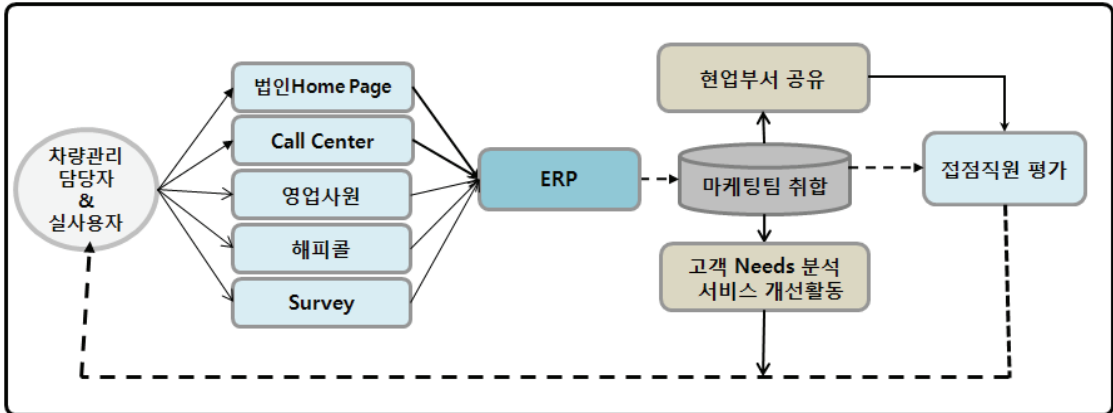 차량관리
담당자
&
실사용자
법인Home Page
Call Center
영업사원
해피콜
Survey
ERP
현업부서 공유
마케팅팀 취합
고객 Needs 분석
서비스 개선활동
접점직원 평가